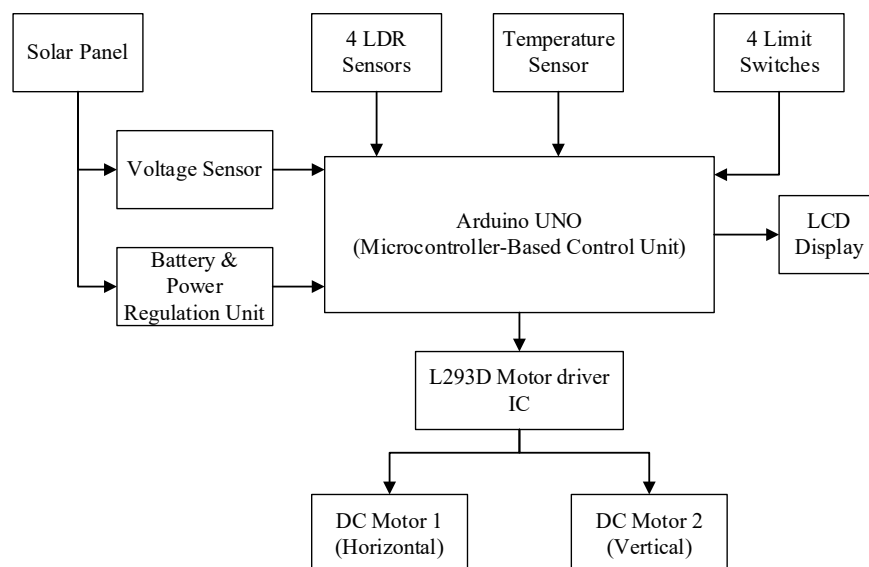 Solar Panel
4 LDR
Sensors
Temperature
Sensor
4 Limit
Switches
Voltage Sensor
Arduino UNO
(Microcontroller-Based Control Unit)
LCD
Display
Battery &
Power
Regulation Unit
L293D Motor driver
IC
DC Motor 1
(Horizontal)
DC Motor 2
(Vertical)